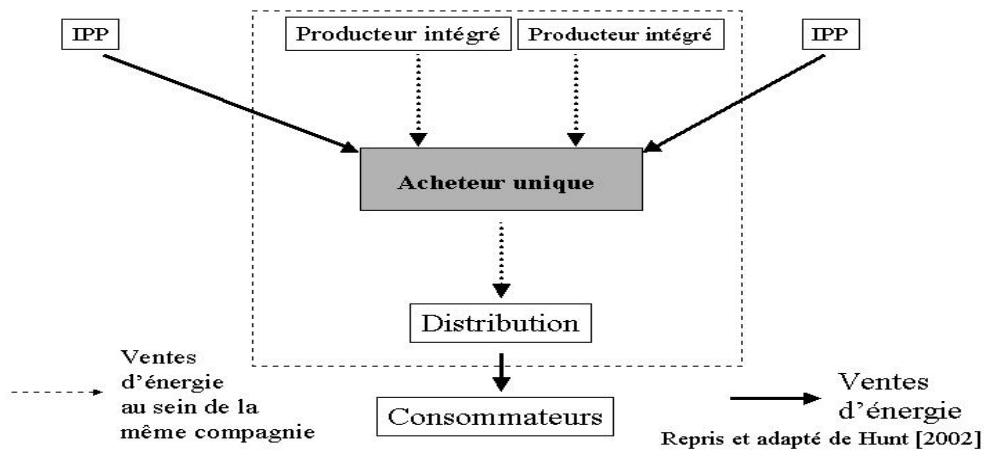 IPP
Producteur intégré
Producteur intégré
IPP
Acheteur unique
Distribution
Consommateurs
Ventes
d'énergie
au sein de la
même compagnie
Ventes
d'énergie
Repris et adapté de Hunt [2002]